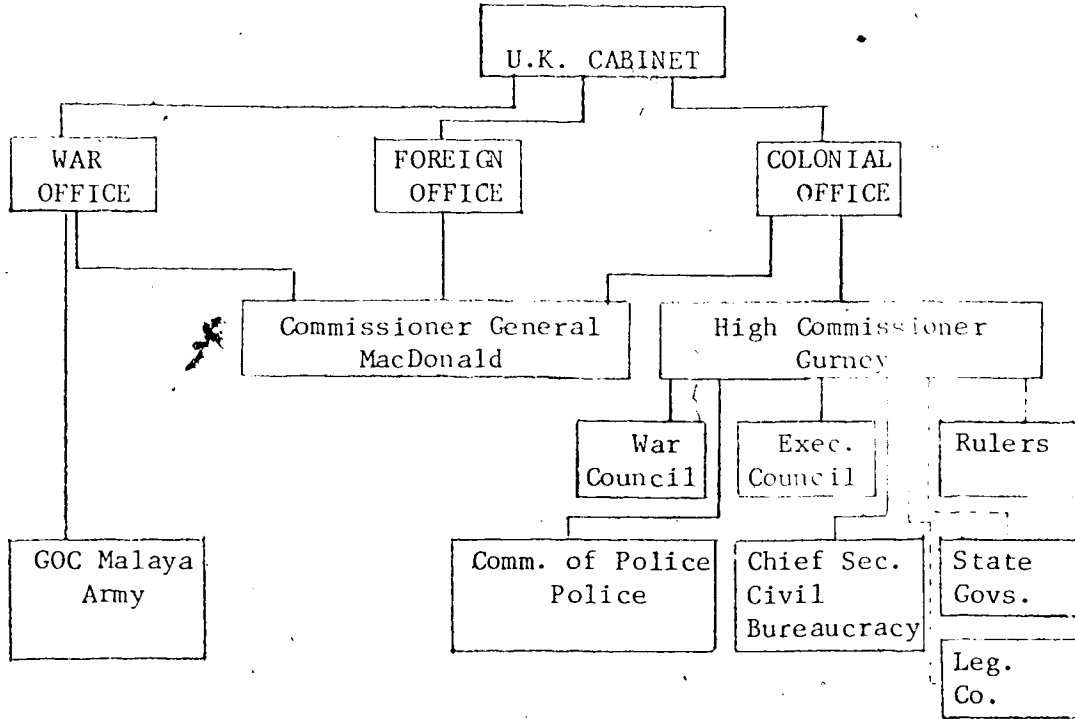 U.K. CABINET
WAR
OFFICE
FOREIGN
OFFICE
COLONIAL
OFFICE
Commissioner General
MacDonald
High Commissioner
Gurney
War
Council
Exec.
Council
Rulers
GOC Malaya
Army
Comm. of Police
Police
Chief Sec.
Civil
Bureaucracy
State
Govs.
Leg.
Co.